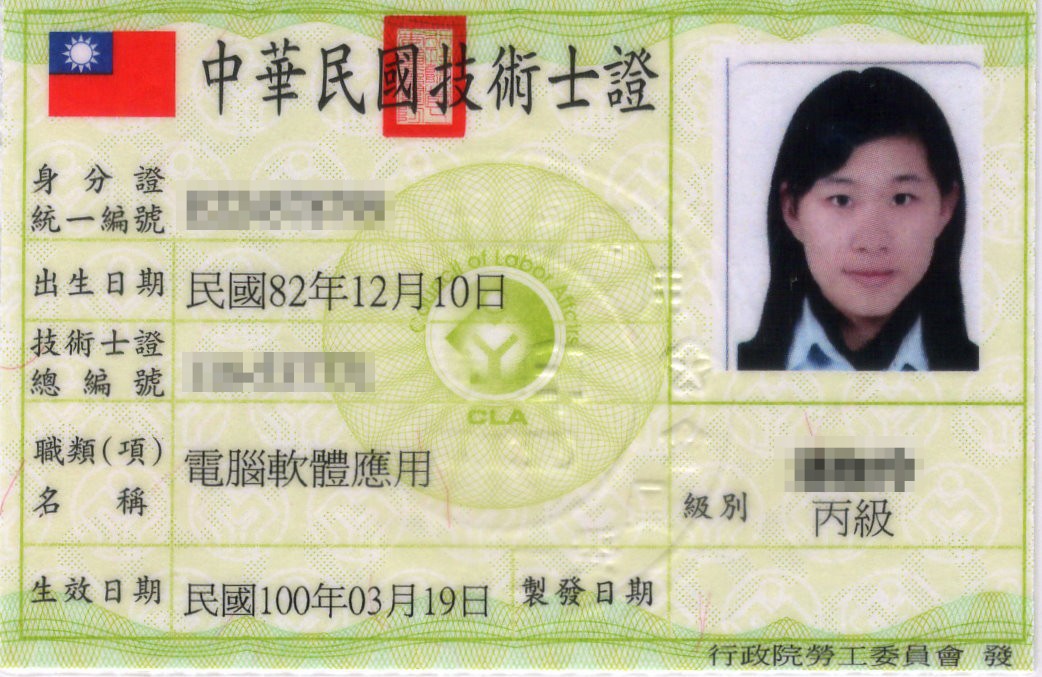 中華民國技術士證
身分證
統一編號
出生日期 民國82年12月10日
技術士證
總編號
職類(項)
名稱
電腦軟體應用
級別 丙級
生效日期 民國100年03月19日 製發日期
Council of Labor Affairs
CLA
行政院勞工委員會 發